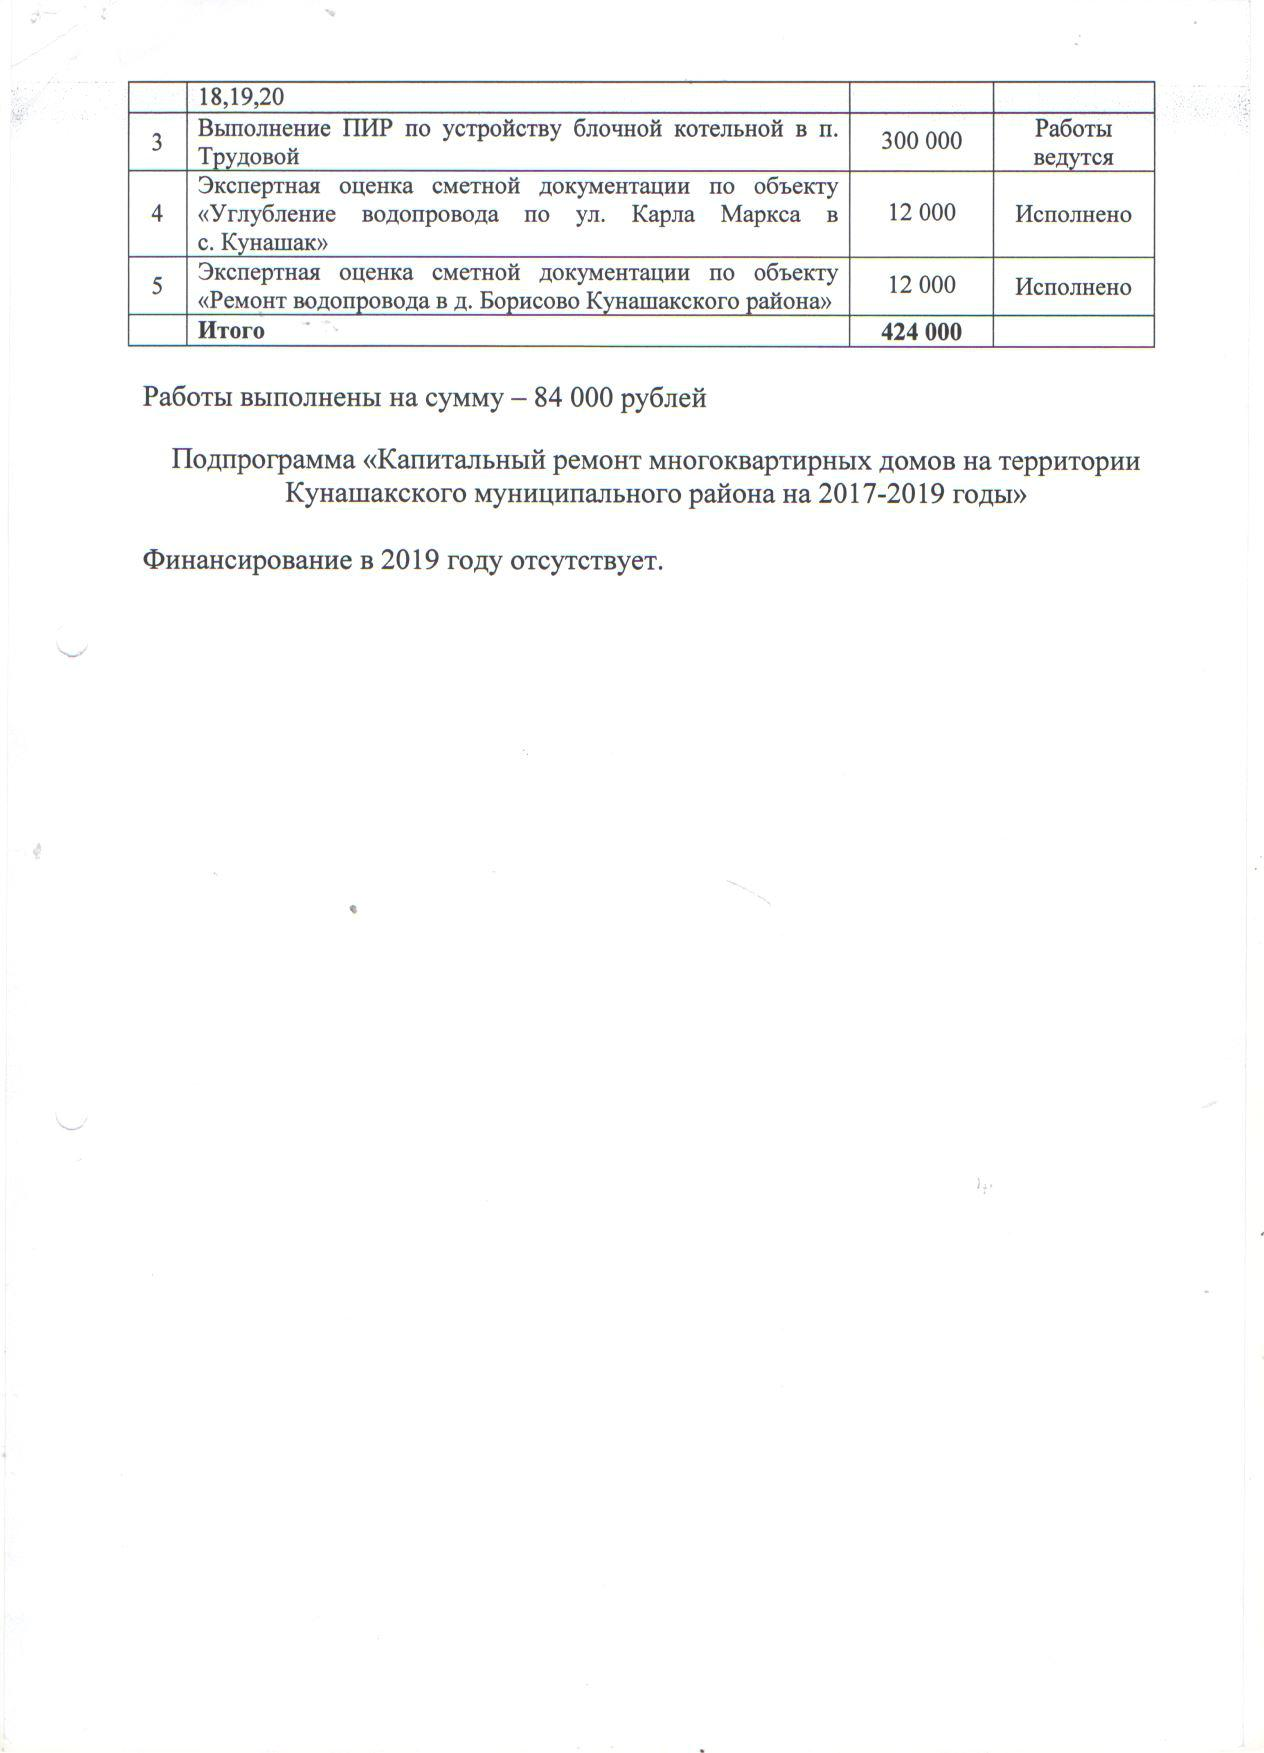 18,19,20
3
Выполнение ПИР по устройству блочной котельной в п.
Трудовой
300 000
Работы
ведутся
4
Экспертная оценка сметной документации по объекту
«Углубление водопровода по ул. Карла Маркса в
с. Кунашак»
12 000
Исполнено
5
Экспертная оценка сметной документации по объекту
«Ремонт водопровода в д. Борисово Кунашакского района»
12 000
Исполнено
Итого
424 000
Работы выполнены на сумму – 84 000 рублей
Подпрограмма «Капитальный ремонт многоквартирных домов на территории
Кунашакского муниципального района на 2017-2019 годы»
Финансирование в 2019 году отсутствует.